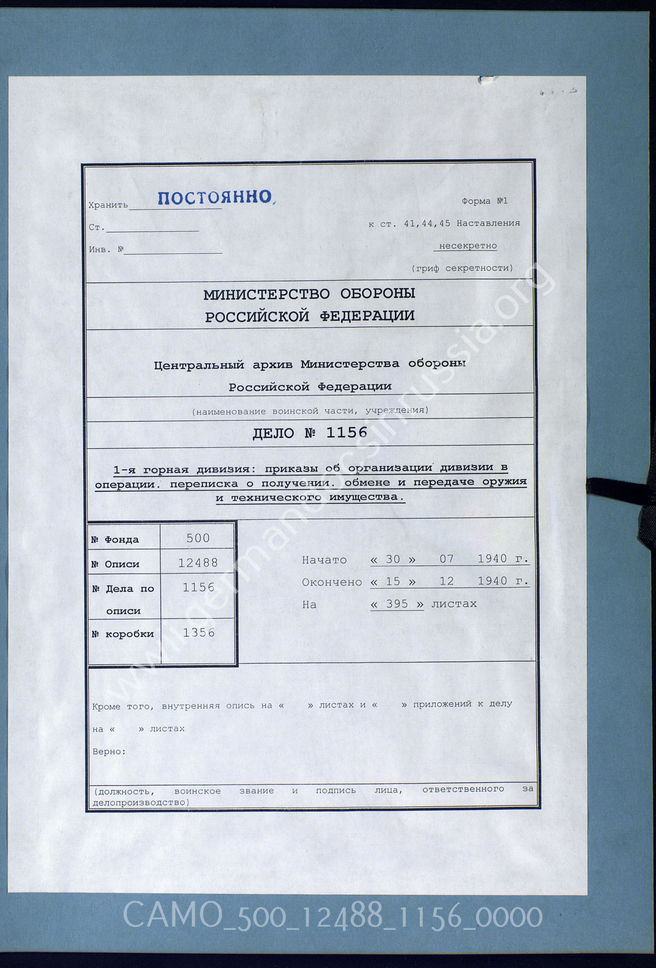 Хранить ПОСТОЯННО
Форма №1
Ст.
к ст. 41,44,45 Наставления
Инв. №
несекретно
(гриф секретности)
МИНИСТЕРСТВО ОБОРОНЫ
РОССИЙСКОЙ ФЕДЕРАЦИИ
Центральный архив Министерства обороны
Российской Федерации
(наименование воинской части, учреждения)
ДЕЛО № 1156
1-я горная дивизия: приказы об организации дивизии в
операции. переписка о получении. обмене и передаче оружия
и технического имущества.
№ Фонда 500
№ Описи 12488
№ Дела по описи 1156
№ коробки 1356
Начато « 30 » 07 1940 г.
Окончено « 15 » 12 1940 г.
На « 395 » листах
Кроме того, внутренняя опись на « » листах и « » приложений к делу
на « » листах
Верно:
(должность, воинское звание и подпись лица, ответственного за
делопроизводство)
www.germandocsinrussia.org
CAMO_500_12488_1156_0000